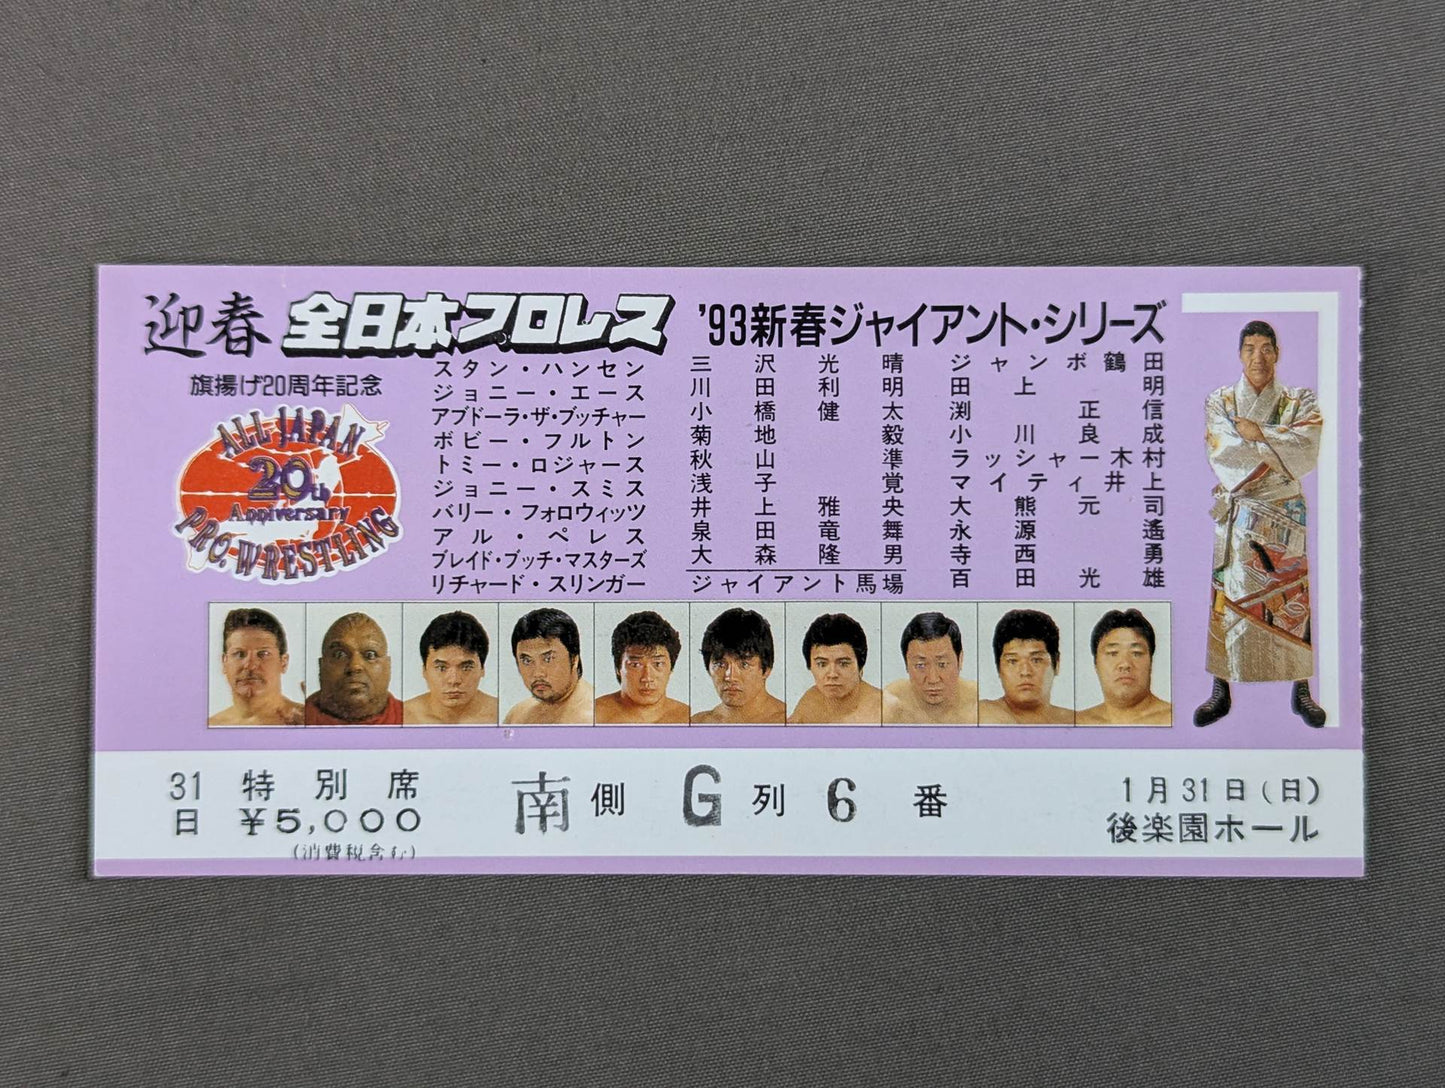 迎春 全日本プロレス '93新春ジャイアント・シリーズ
旗揚げ20周年記念
ALL JAPAN
20th
Anniversary
PRO. WRESTLING
スタン・ハンセン
ジョニー・エース
アブドーラ・ザ・ブッチャー
ボビー・フルトン
トミー・ロジャース
ジョニー・スミス
バリー・フォロウィッツ
アル・ペレス
ブレイド・ブッチ・マスターズ
リチャード・スリンガー
三沢光晴
川田利明
小橋健太
菊地毅
秋山準
浅子覚
井上雅央
泉田竜舞
大森隆男
ジャイアント馬場
ジャンボ鶴田
田上明
渕正信
小川良成
ラッシャー木村
マイティ井上
大熊元司
永源遙
寺西勇
百田光雄
31日 特別席
¥5,000
(消費税含む)
南側 G列 6番
1月31日(日)
後楽園ホール